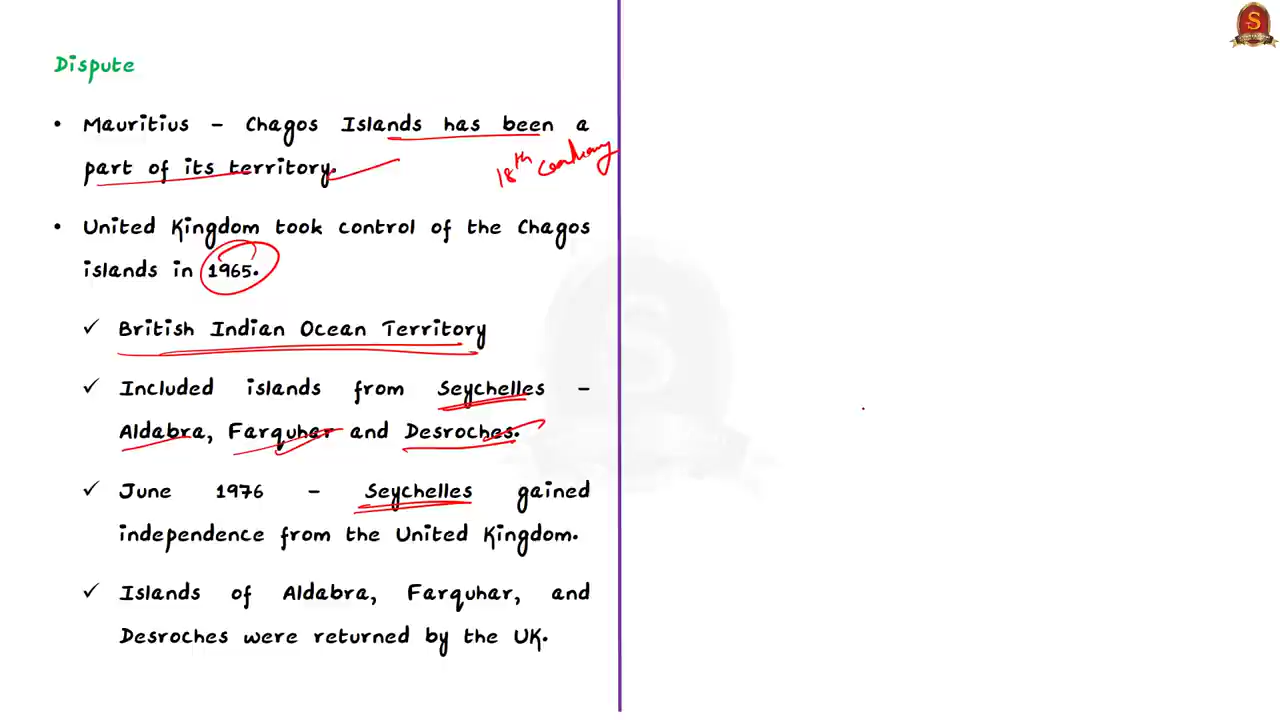 Dispute
• Mauritius – Chagos Islands has been a
part of its territory.
18th century
• United Kingdom took control of the Chagos
islands in 1965.
✓ British Indian Ocean Territory
✓ Included islands from Seychelles –
Aldabra, Farquhar and Desroches.
✓ June 1976 – Seychelles gained
independence from the United Kingdom.
✓ Islands of Aldabra, Farquhar, and
Desroches were returned by the UK.
S